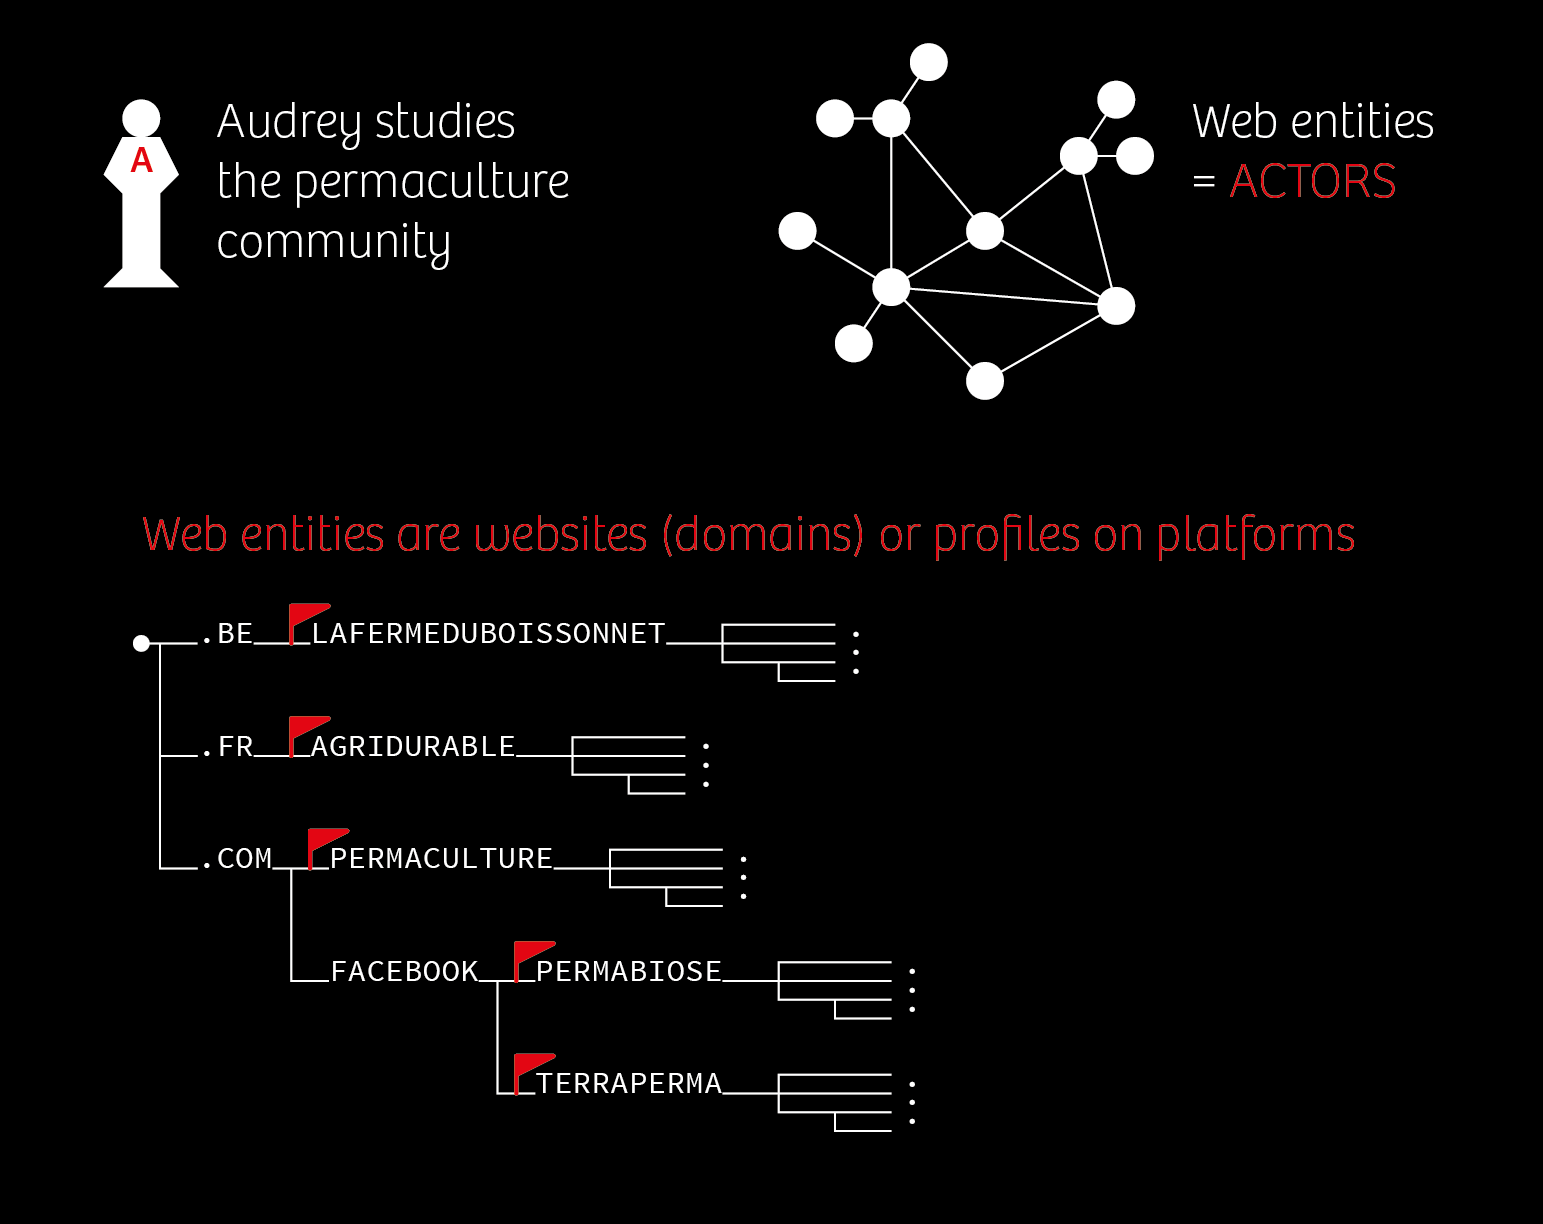 A
Audrey studies
the permaculture
community
Web entities
= ACTORS
Web entities are websites (domains) or profiles on platforms
.BE LAFERMEDUBOISSONNET
.FR AGRIDURABLE
.COM PERMACULTURE
FACEBOOK PERMABIOSE
TERRAPERMA